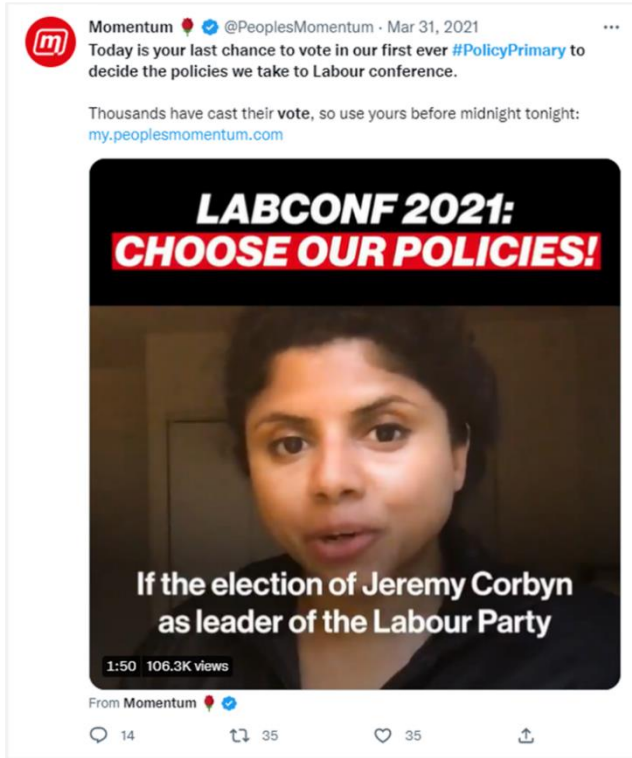 Momentum 🌹 @PeoplesMomentum · Mar 31, 2021
Today is your last chance to vote in our first ever #PolicyPrimary to
decide the policies we take to Labour conference.
Thousands have cast their vote, so use yours before midnight tonight:
my.peoplesmomentum.com
LABCONF 2021:
CHOOSE OUR POLICIES!
If the election of Jeremy Corbyn
as leader of the Labour Party
1:50 106.3K views
From Momentum 🌹
14 35 35